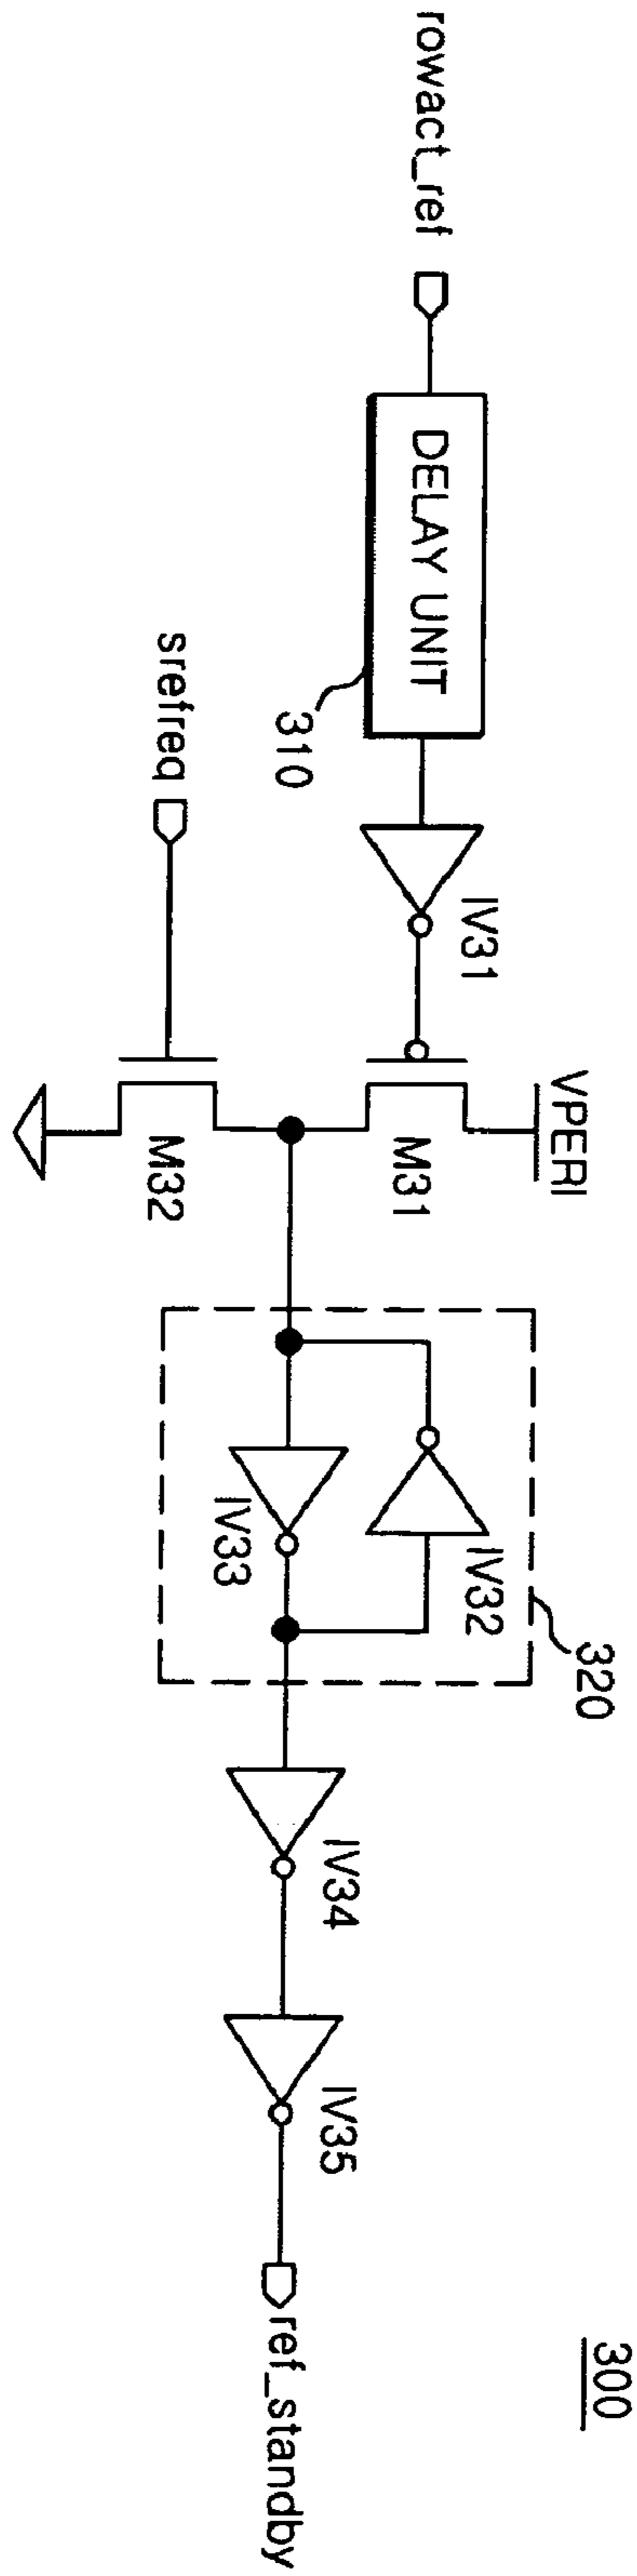 300
rowact_ref
DELAY UNIT
310
IV31
VPERI
M31
srefreq
M32
320
IV32
IV33
IV34
IV35
ref_standby